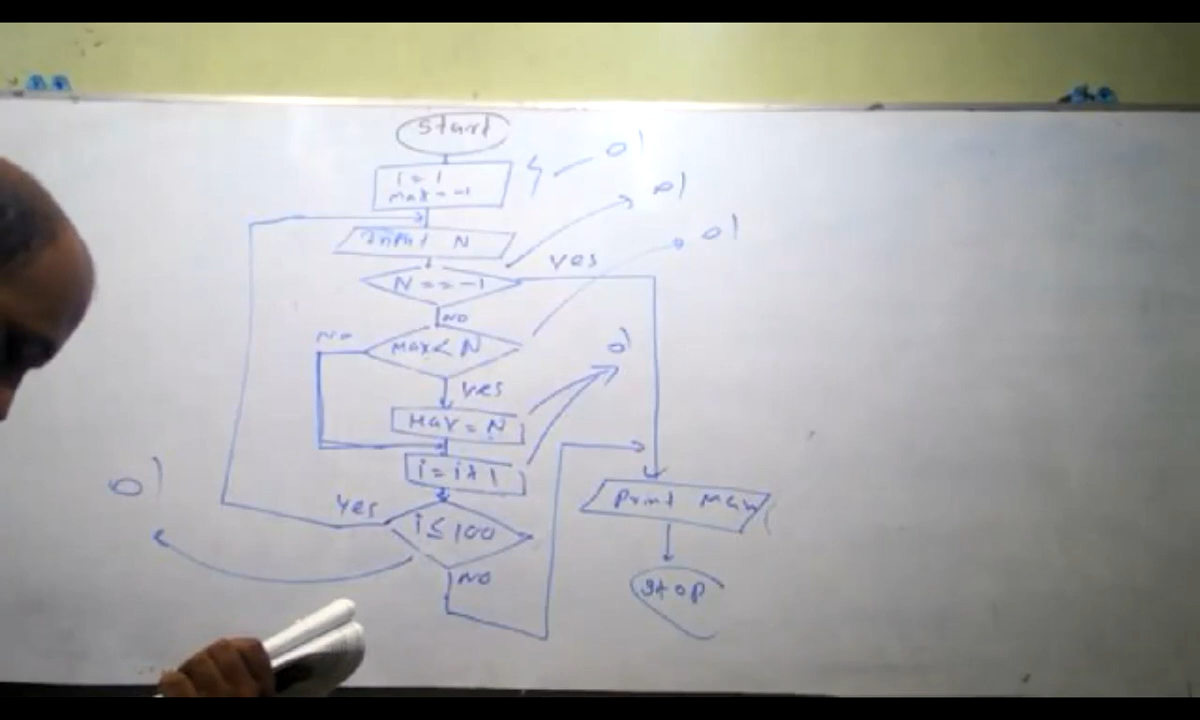 Start
i = 1
max = -1
Input N
N == -1
yes
NO
max < N
No
yes
max = N
i = i+1
i ≤ 100
yes
NO
Print Max
Stop